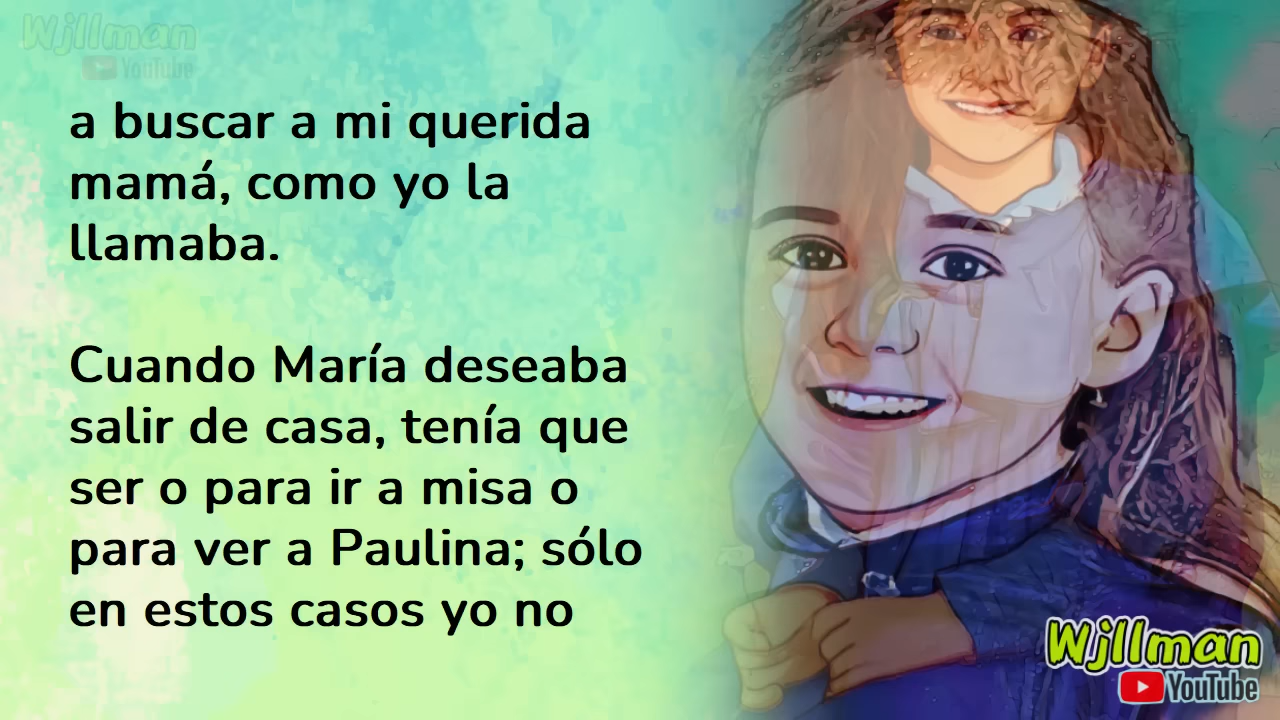 Wjllman
YouTube
a buscar a mi querida
mamá, como yo la
llamaba.
Cuando María deseaba
salir de casa, tenía que
ser o para ir a misa o
para ver a Paulina; sólo
en estos casos yo no
Wjllman
YouTube